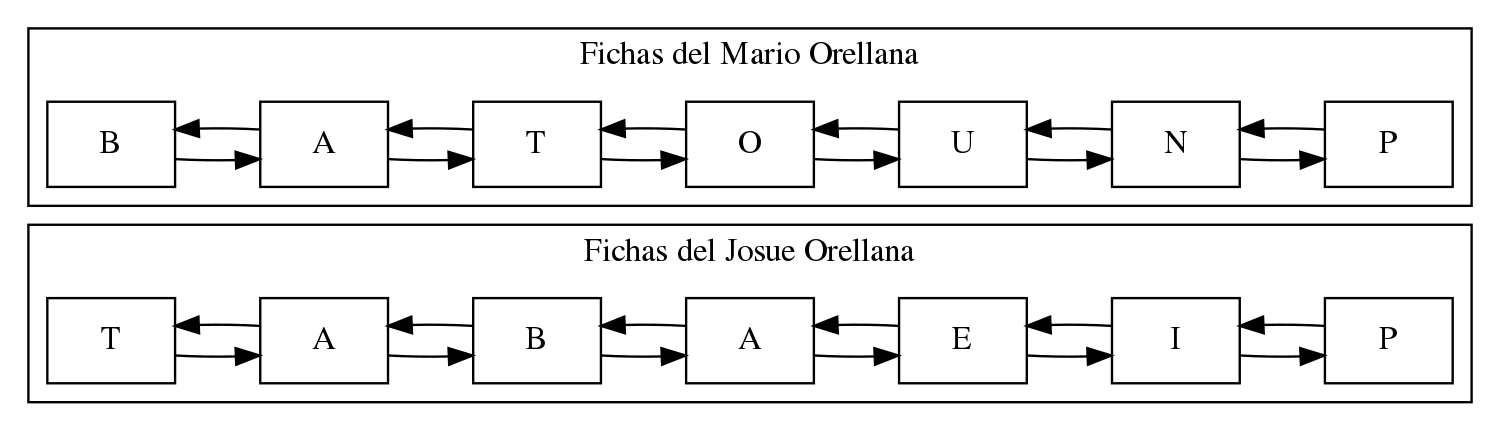 Fichas del Mario Orellana
B A T O U N P
Fichas del Josue Orellana
T A B A E I P